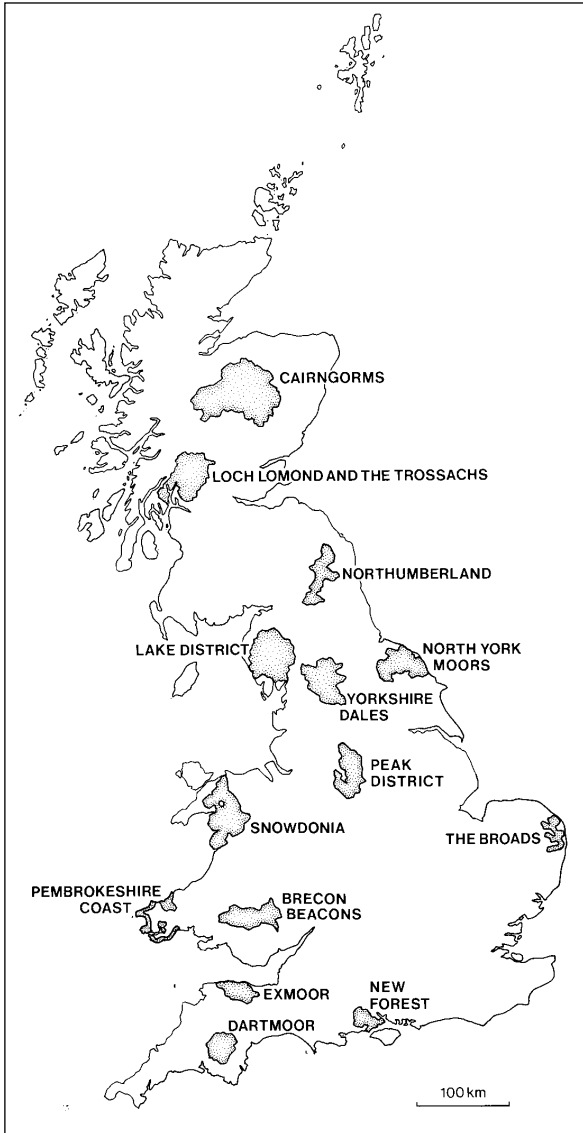 CAIRNGORMS
LOCH LOMOND AND THE TROSSACHS
NORTHUMBERLAND
LAKE DISTRICT
NORTH YORK
MOORS
YORKSHIRE
DALES
PEAK
DISTRICT
SNOWDONIA
THE BROADS
PEMBROKESHIRE
COAST
BRECON
BEACONS
EXMOOR
NEW
FOREST
DARTMOOR
100 km